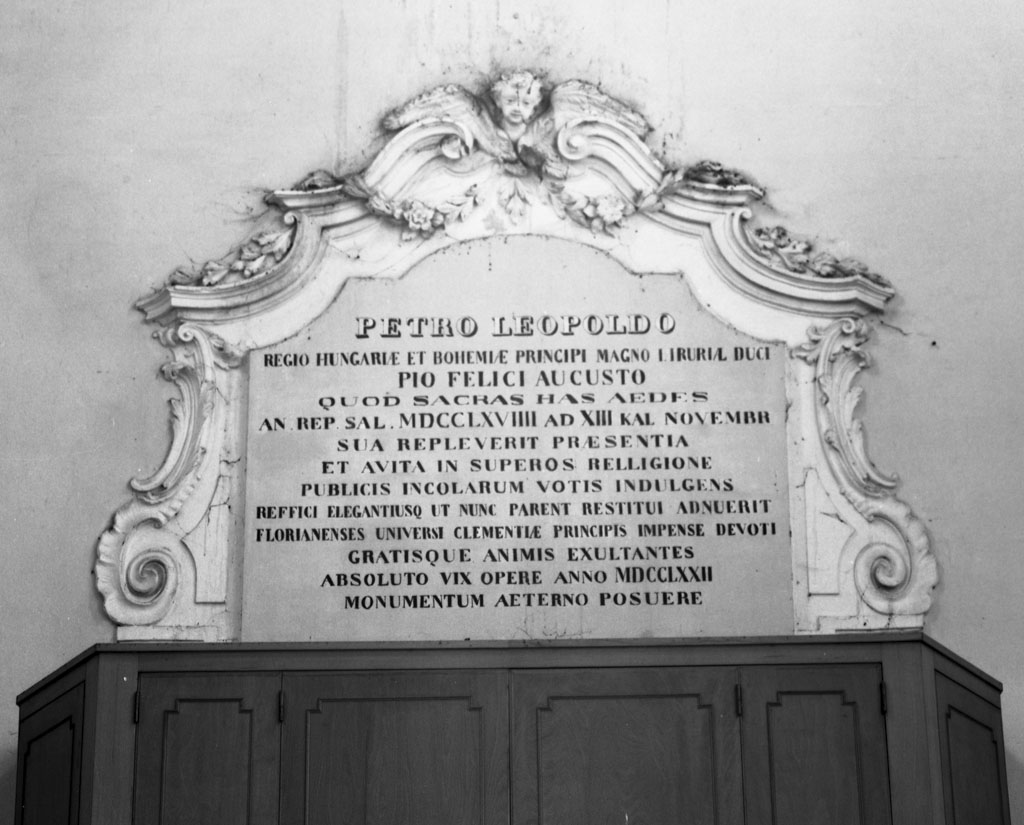 PETRO LEOPOLDO
REGIO HUNGARIÆ ET BOHEMIÆ PRINCIPI MAGNO DUCI
PIO FELICI AUCUSTO
QUOD SACRAS HAS AEDES
AN. REP. SAL. MDCCLXVIIII AD XIII KAL NOVEMBR
SUA REPLEVERIT PRÆSENTIA
ET AVITA IN SUPEROS RELLIGIONE
PUBLICIS INCOLARUM VOTIS INDULGENS
REFFICI ELEGANTIUSQ UT NUNC PARENT RESTITUI ADNUERIT
FLORIANENSES UNIVERSI CLEMENTIÆ PRINCIPIS IMPENSE DEVOTI
GRATISQUE ANIMIS EXULTANTES
ABSOLUTO VIX OPERE ANNO MDCCLXXII
MONUMENTUM AETERNO POSUERE